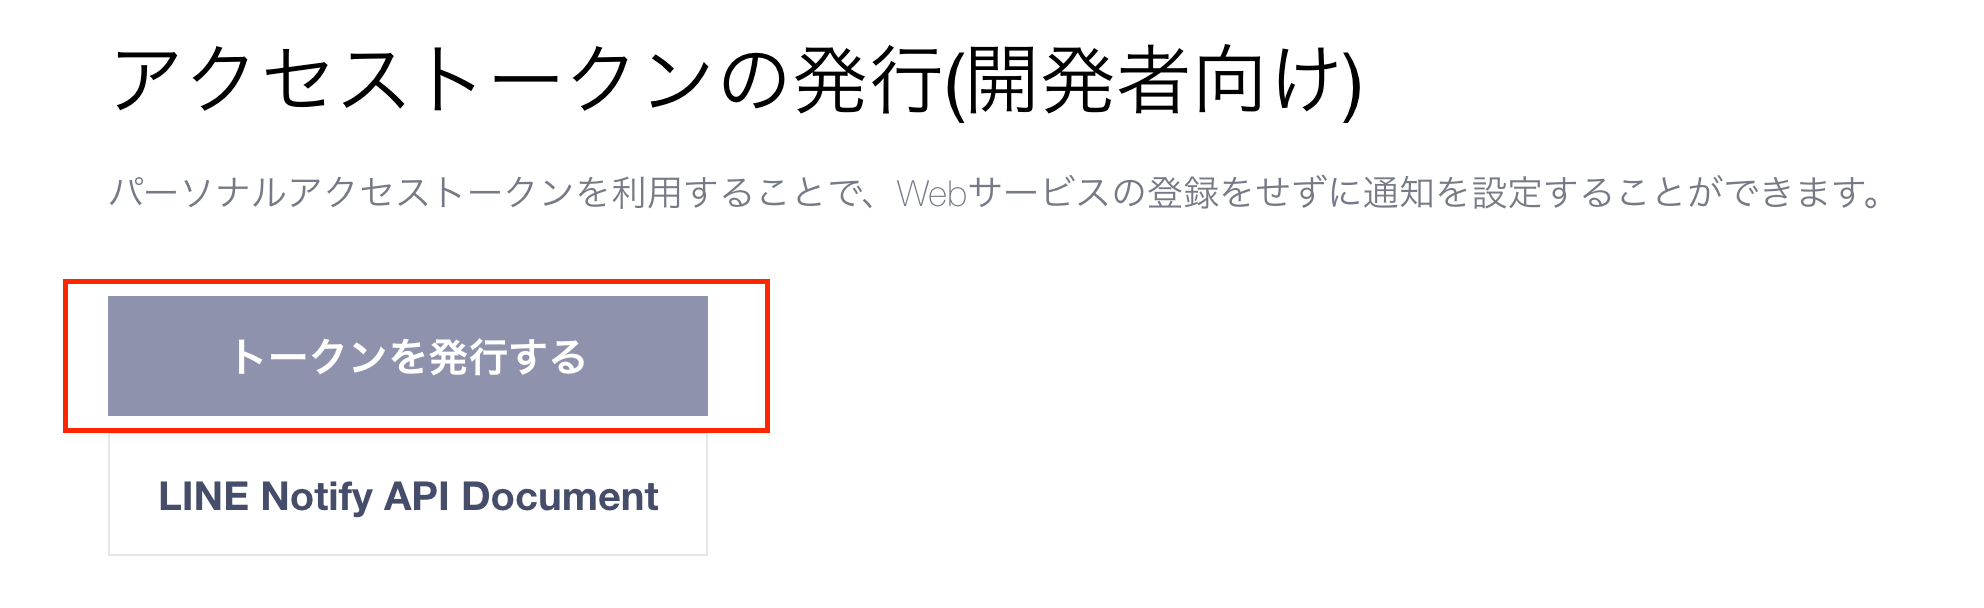 アクセストークンの発行(開発者向け)
パーソナルアクセストークンを利用することで、Webサービスの登録をせずに通知を設定することができます。
トークンを発行する
LINE Notify API Document